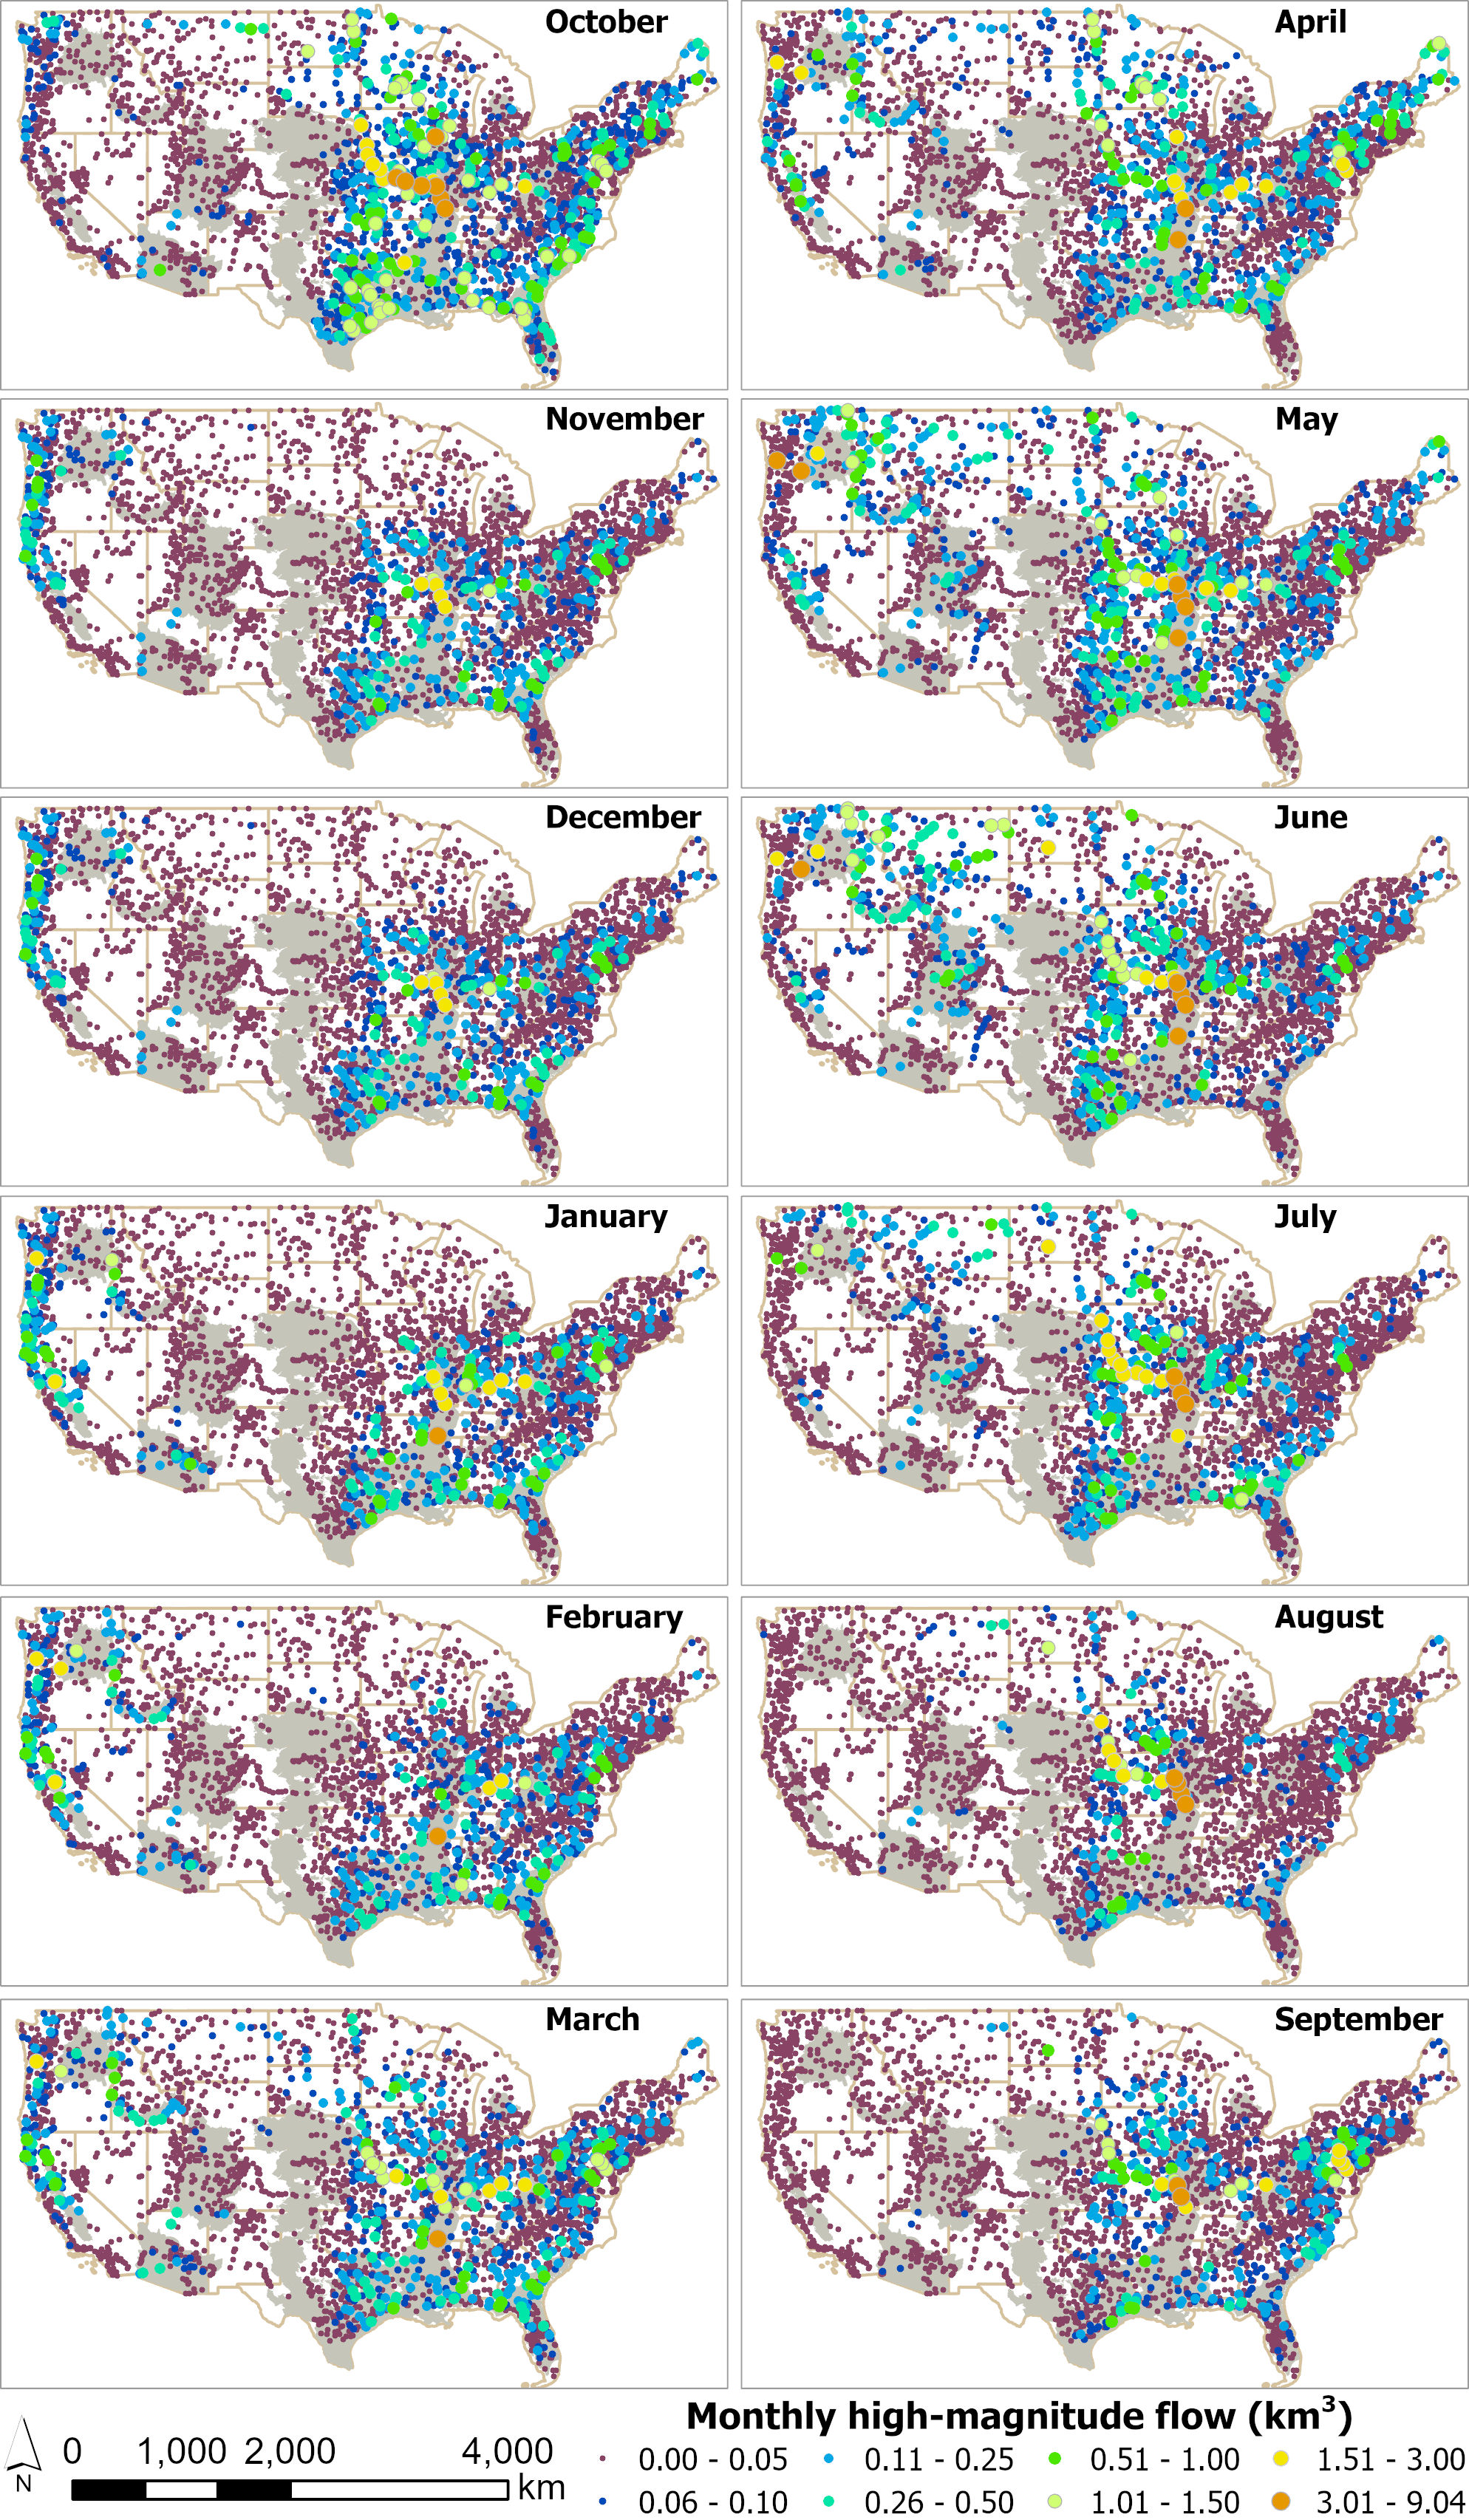 October
April
November
May
December
June
January
July
February
August
March
September
Monthly high-magnitude flow (km³)
0 1,000 2,000 4,000
km
N
0.00 - 0.05
0.11 - 0.25
0.51 - 1.00
1.51 - 3.00
0.06 - 0.10
0.26 - 0.50
1.01 - 1.50
3.01 - 9.04